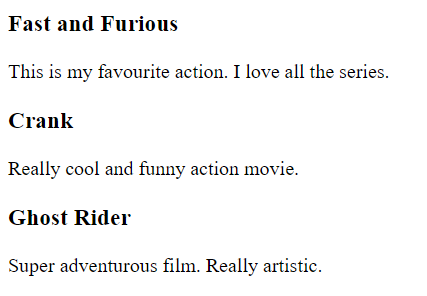 Fast and Furious
This is my favourite action. I love all the series.
Crank
Really cool and funny action movie.
Ghost Rider
Super adventurous film. Really artistic.